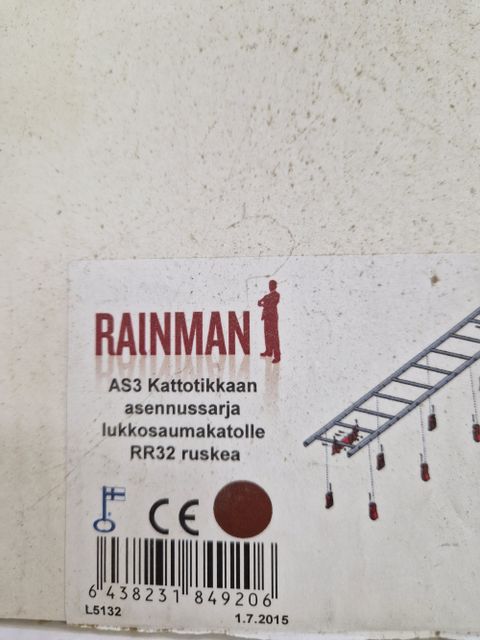 RAINMAN
AS3 Kattotikkaan
asennussarja
lukkosaumakatolle
RR32 ruskea
CE
6 438231 849206
L5132
1.7.2015